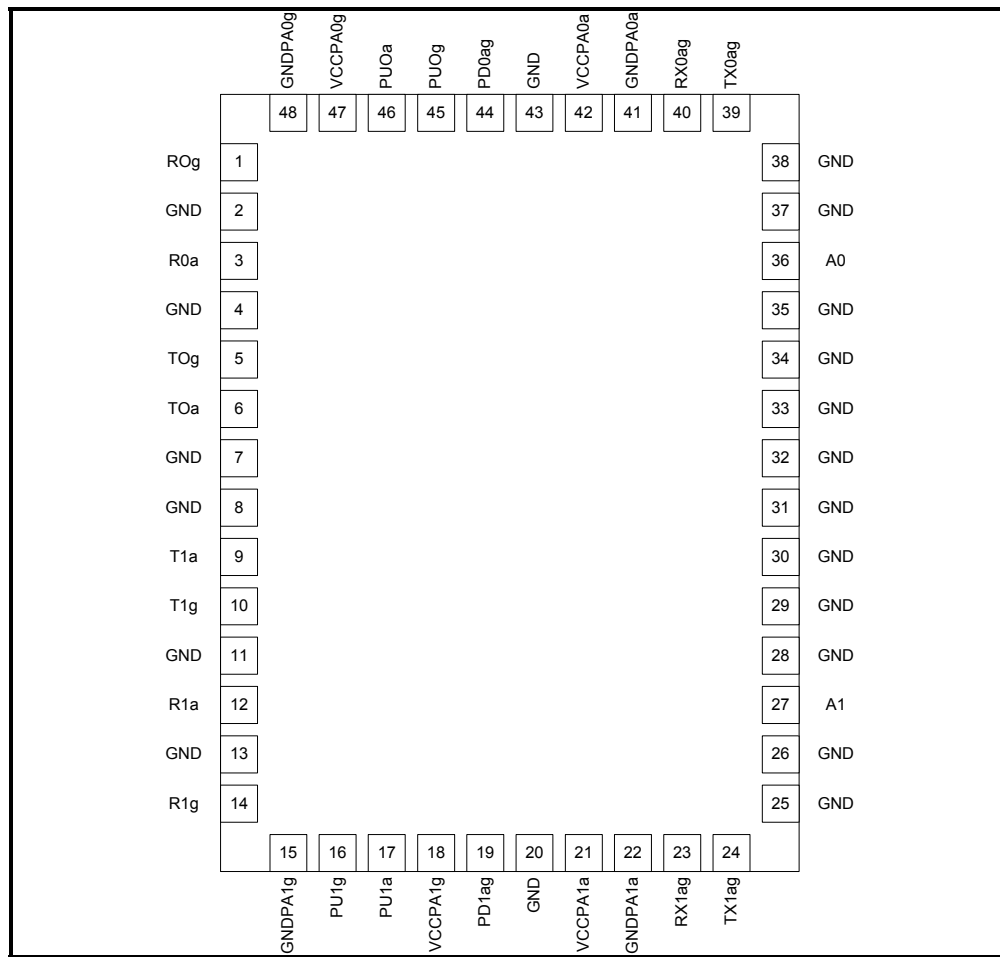 GNDPA0g VCCPA0g PUOa PUOg PD0ag GND VCCPA0a GNDPA0a RX0ag TX0ag
48 47 46 45 44 43 42 41 40 39
ROg 1 38 GND
GND 2 37 GND
R0a 3 36 A0
GND 4 35 GND
TOg 5 34 GND
TOa 6 33 GND
GND 7 32 GND
GND 8 31 GND
T1a 9 30 GND
T1g 10 29 GND
GND 11 28 GND
R1a 12 27 A1
GND 13 26 GND
R1g 14 25 GND
15 16 17 18 19 20 21 22 23 24
GNDPA1g PU1g PU1a VCCPA1g PD1ag GND VCCPA1a GNDPA1a RX1ag TX1ag